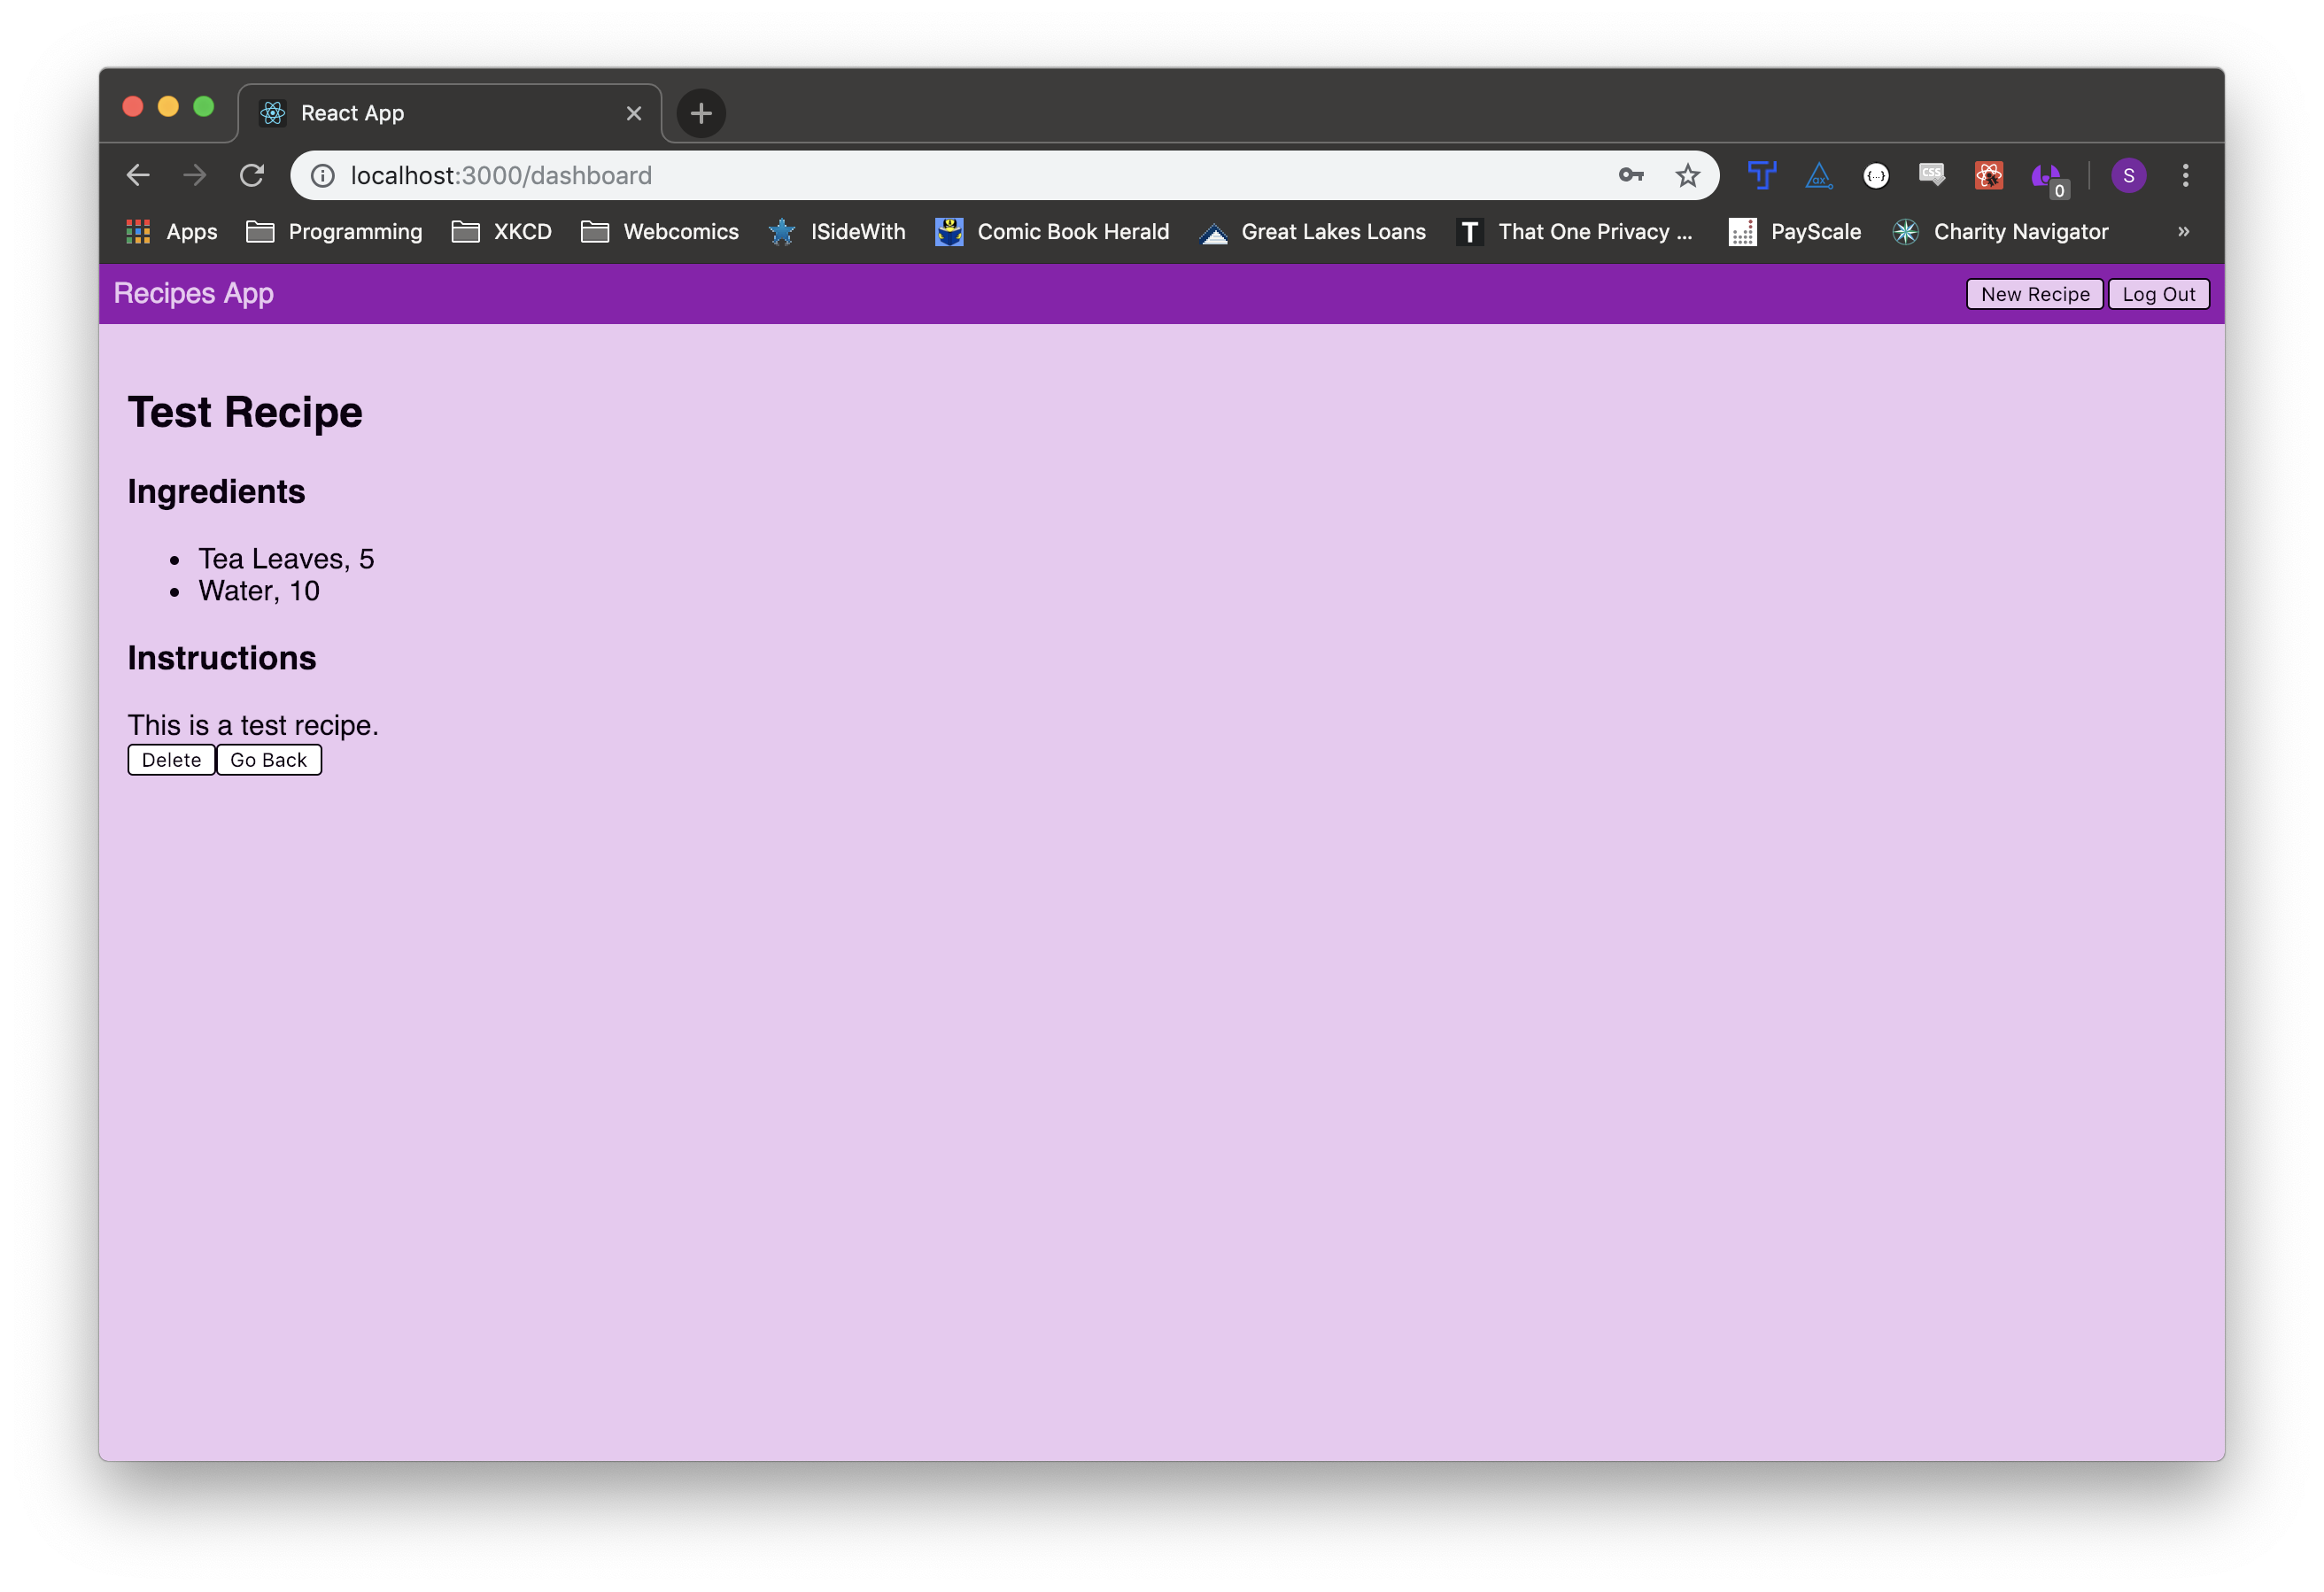 React App
localhost:3000/dashboard
ax
{...}
CSS
0
S
Apps Programming XKCD Webcomics ISideWith Comic Book Herald Great Lakes Loans T That One Privacy ... PayScale Charity Navigator »
Recipes App New Recipe Log Out
Test Recipe
Ingredients
• Tea Leaves, 5
• Water, 10
Instructions
This is a test recipe.
Delete Go Back